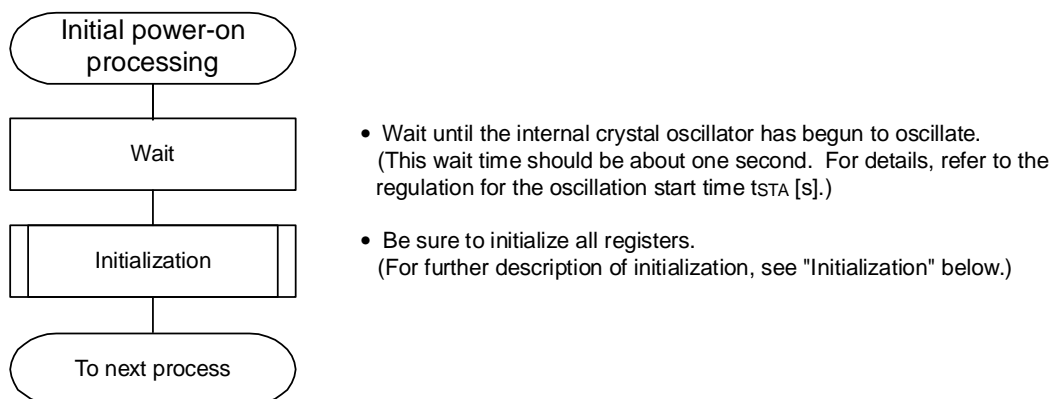 Initial power-on
processing
Wait
• Wait until the internal crystal oscillator has begun to oscillate.
(This wait time should be about one second. For details, refer to the
regulation for the oscillation start time tSTA [s].)
Initialization
• Be sure to initialize all registers.
(For further description of initialization, see "Initialization" below.)
To next process